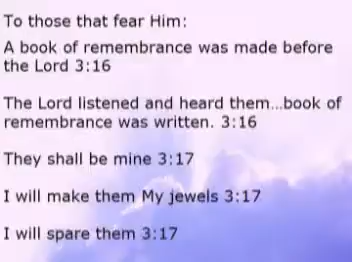 To those that fear Him:
A book of remembrance was made before
the Lord 3:16
The Lord listened and heard them...book of
remembrance was written. 3:16
They shall be mine 3:17
I will make them My jewels 3:17
I will spare them 3:17